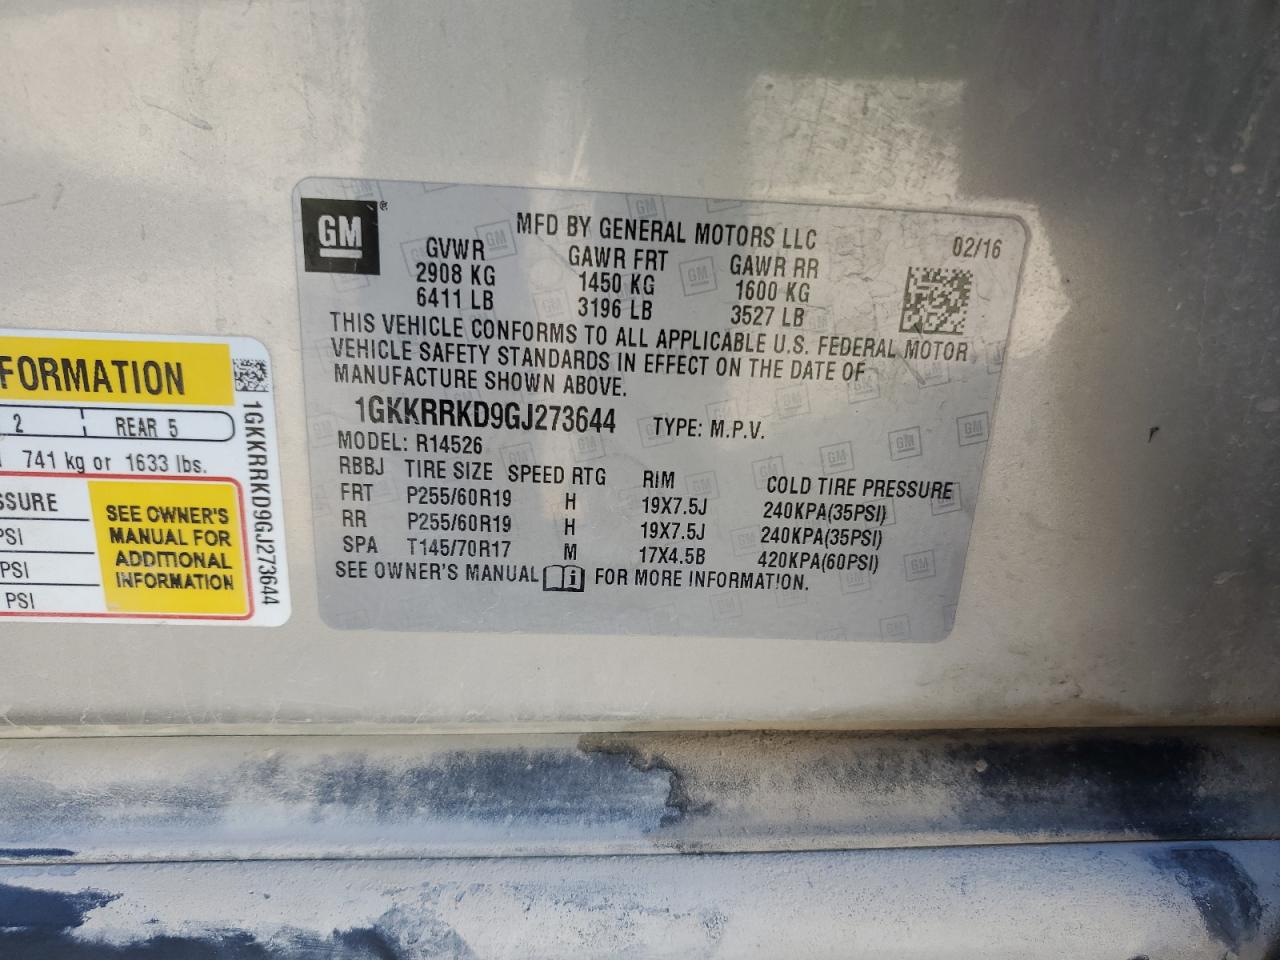 GM®
MFD BY GENERAL MOTORS LLC
02/16
GVWR GAWR FRT GAWR RR
2908 KG 1450 KG 1600 KG
6411 LB 3196 LB 3527 LB
THIS VEHICLE CONFORMS TO ALL APPLICABLE U.S. FEDERAL MOTOR
VEHICLE SAFETY STANDARDS IN EFFECT ON THE DATE OF
MANUFACTURE SHOWN ABOVE.
1GKKRRKD9GJ273644 TYPE: M.P.V.
MODEL: R14526
RBBJ TIRE SIZE SPEED RTG RIM COLD TIRE PRESSURE
FRT P255/60R19 H 19X7.5J 240KPA(35PSI)
RR P255/60R19 H 19X7.5J 240KPA(35PSI)
SPA T145/70R17 M 17X4.5B 420KPA(60PSI)
SEE OWNER'S MANUAL FOR MORE INFORMATION.
FORMATION
2 REAR 5
741 kg or 1633 lbs.
SSURE
PSI
PSI
PSI
SEE OWNER'S
MANUAL FOR
ADDITIONAL
INFORMATION
1GKKRRKD9GJ273644